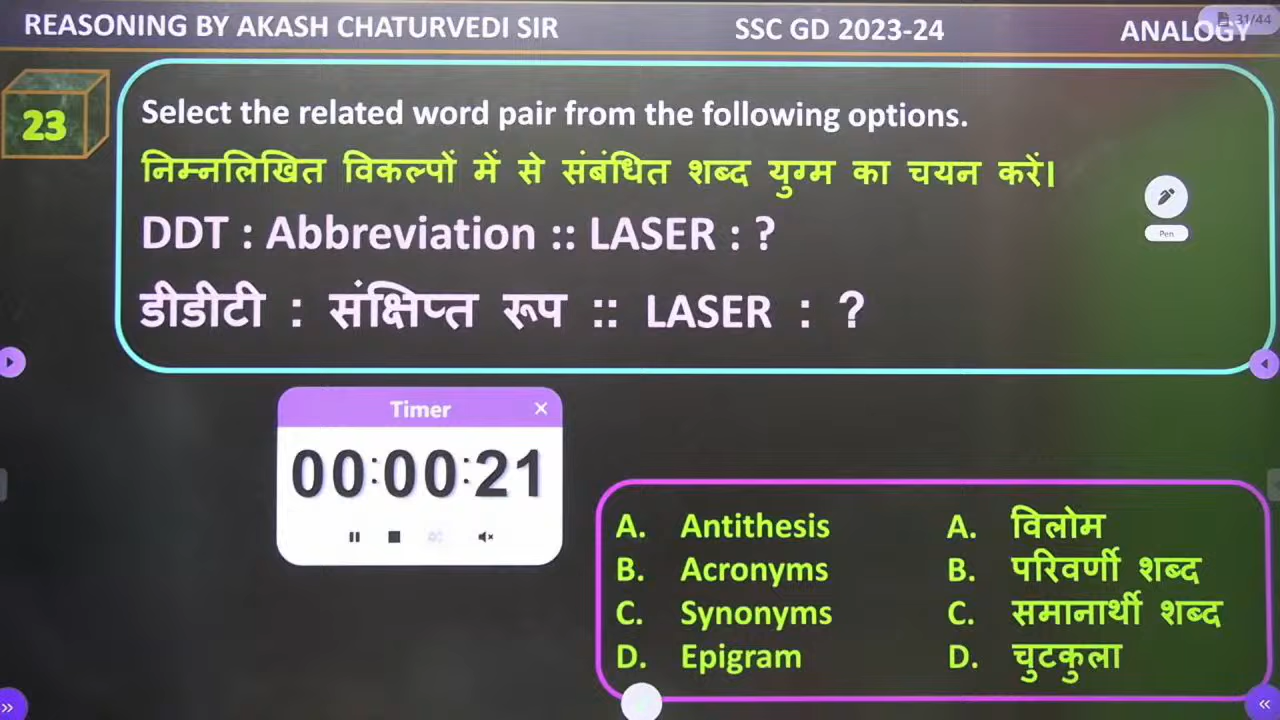 REASONING BY AKASH CHATURVEDI SIR SSC GD 2023-24 ANALOGY
31/44
23
Select the related word pair from the following options.
निम्नलिखित विकल्पों में से संबंधित शब्द युग्म का चयन करें।
DDT : Abbreviation :: LASER : ?
डीडीटी : संक्षिप्त रूप :: LASER : ?
Pen
Timer
00:00:21
A. Antithesis A. विलोम
B. Acronyms B. परिवर्णी शब्द
C. Synonyms C. समानार्थी शब्द
D. Epigram D. चुटकुला